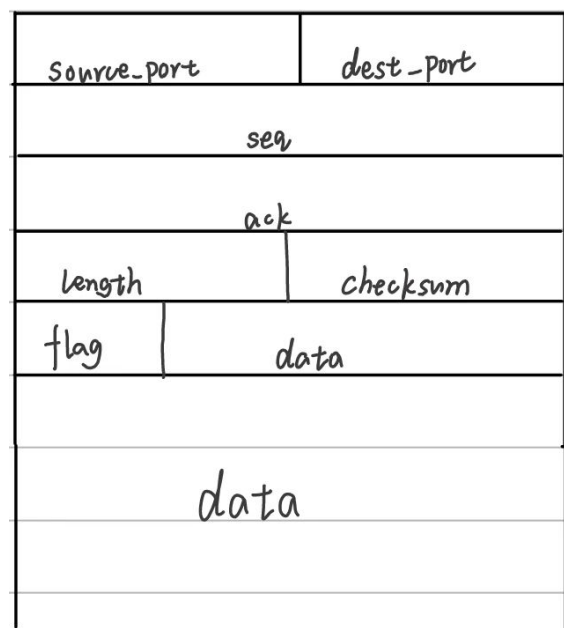 source_port dest_port
seq
ack
length checksum
flag data
data